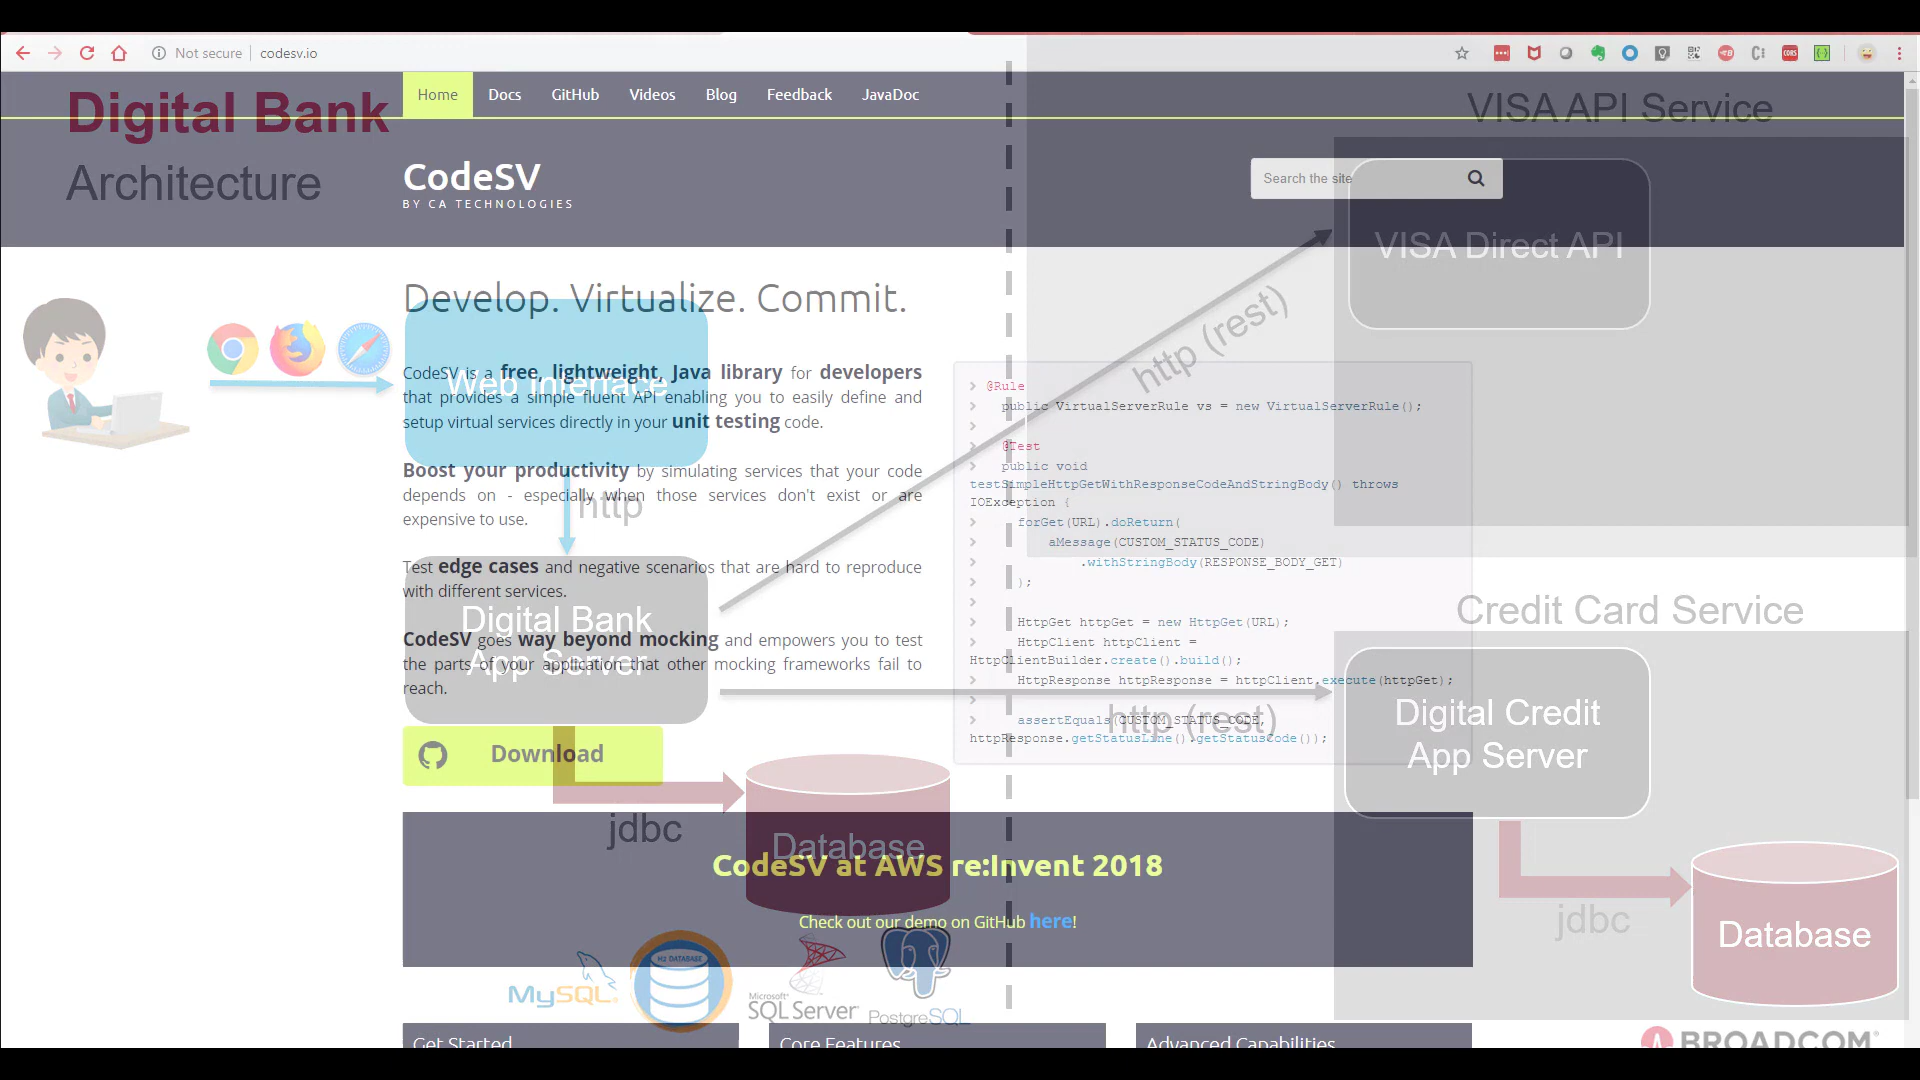 Not secure
codesv.io
Home
Docs
GitHub
Videos
Blog
Feedback
JavaDoc
Digital Bank
Architecture
CodeSV
BY CA TECHNOLOGIES
Search the site
VISA API Service
VISA Direct API
Develop. Virtualize. Commit.
CodeSV is a free, lightweight, Java library for developers
that provides a simple fluent API enabling you to easily define and
setup virtual services directly in your unit testing code.
Web Interface
Boost your productivity by simulating services that your code
depends on - especially when those services don't exist or are
expensive to use.
http
Test edge cases and negative scenarios that are hard to reproduce
with different services.
CodeSV goes way beyond mocking and empowers you to test
the parts of your application that other mocking frameworks fail to
reach.
Digital Bank
App Server
Download
http (rest)
@Rule
public VirtualServerRule vs = new VirtualServerRule();
@Test
public void
testSimpleHttpGetWithResponseCodeAndStringBody() throws
IOException {
forGet(URL).doReturn(
aMessage(CUSTOM_STATUS_CODE)
.withStringBody(RESPONSE_BODY_GET)
);
HttpGet httpGet = new HttpGet(URL);
HttpClient httpClient =
HttpClientBuilder.create().build();
HttpResponse httpResponse = httpClient.execute(httpGet);
assertEquals(CUSTOM_STATUS_CODE,
httpResponse.getStatusLine().getStatusCode());
http (rest)
Credit Card Service
Digital Credit
App Server
jdbc
Database
jdbc
Database
CodeSV at AWS re:Invent 2018
Check out our demo on GitHub here!
MySQL
H2 DATABASE
Microsoft
SQL Server
PostgreSQL
Get Started
Core Features
Advanced Capabilities
BROADCOM